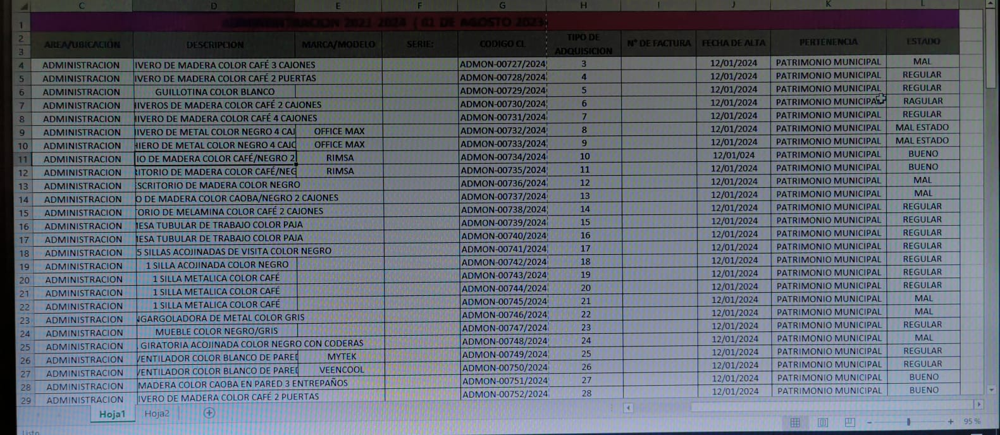 C D E F G H I J K L
1 ADMINISTRACION 2021 2024 ( 01 DE AGOSTO 2023)
2 3 AREA/UBICACIÓN DESCRIPCION MARCA/MODELO SERIE: CODIGO CL TIPO DE ADQUISICION N° DE FACTURA FECHA DE ALTA PERTENENCIA ESTADO
4 ADMINISTRACION IVERO DE MADERA COLOR CAFÉ 3 CAJONES ADMON-00727/2024 3 12/01/2024 PATRIMONIO MUNICIPAL MAL
5 ADMINISTRACION IVERO DE MADERA COLOR CAFÉ 2 PUERTAS ADMON-00728/2024 4 12/01/2024 PATRIMONIO MUNICIPAL REGULAR
6 ADMINISTRACION GUILLOTINA COLOR BLANCO ADMON-00729/2024 5 12/01/2024 PATRIMONIO MUNICIPAL REGULAR
7 ADMINISTRACION HIVEROS DE MADERA COLOR CAFÉ 2 CAJONES ADMON-00730/2024 6 12/01/2024 PATRIMONIO MUNICIPAL RAGULAR
8 ADMINISTRACION HIVERO DE MADERA COLOR CAFÉ 4 CAJONES ADMON-00731/2024 7 12/01/2024 PATRIMONIO MUNICIPAL REGULAR
9 ADMINISTRACION HIVERO DE METAL COLOR NEGRO 4 CAJ OFFICE MAX ADMON-00732/2024 8 12/01/2024 PATRIMONIO MUNICIPAL MAL ESTADO
10 ADMINISTRACION HIERO DE METAL COLOR NEGRO 4 CAJO OFFICE MAX ADMON-00733/2024 9 12/01/2024 PATRIMONIO MUNICIPAL MAL ESTADO
11 ADMINISTRACION IO DE MADERA COLOR CAFÉ/NEGRO 2 RIMSA ADMON-00734/2024 10 12/01/024 PATRIMONIO MUNICIPAL BUENO
12 ADMINISTRACION RITORIO DE MADERA COLOR CAFÉ/NEG RIMSA ADMON-00735/2024 11 12/01/2024 PATRIMONIO MUNICIPAL BUENO
13 ADMINISTRACION ESCRITORIO DE MADERA COLOR NEGRO ADMON-00736/2024 12 12/01/2024 PATRIMONIO MUNICIPAL MAL
14 ADMINISTRACION O DE MADERA COLOR CAOBA/NEGRO 2 CAJONES ADMON-00737/2024 13 12/01/2024 PATRIMONIO MUNICIPAL MAL
15 ADMINISTRACION TORIO DE MELAMINA COLOR CAFÉ 2 CAJONES ADMON-00738/2024 14 12/01/2024 PATRIMONIO MUNICIPAL REGULAR
16 ADMINISTRACION MESA TUBULAR DE TRABAJO COLOR PAJA ADMON-00739/2024 15 12/01/2024 PATRIMONIO MUNICIPAL REGULAR
17 ADMINISTRACION MESA TUBULAR DE TRABAJO COLOR PAJA ADMON-00740/2024 16 12/01/2024 PATRIMONIO MUNICIPAL REGULAR
18 ADMINISTRACION 5 SILLAS ACOJINADAS DE VISITA COLOR NEGRO ADMON-00741/2024 17 12/01/2024 PATRIMONIO MUNICIPAL REGULAR
19 ADMINISTRACION 1 SILLA ACOJINADA COLOR NEGRO ADMON-00742/2024 18 12/01/2024 PATRIMONIO MUNICIPAL REGULAR
20 ADMINISTRACION 1 SILLA METALICA COLOR CAFÉ ADMON-00743/2024 19 12/01/2024 PATRIMONIO MUNICIPAL REGULAR
21 ADMINISTRACION 1 SILLA METALICA COLOR CAFÉ ADMON-00744/2024 20 12/01/2024 PATRIMONIO MUNICIPAL REGULAR
22 ADMINISTRACION 1 SILLA METALICA COLOR CAFÉ ADMON-00745/2024 21 12/01/2024 PATRIMONIO MUNICIPAL MAL
23 ADMINISTRACION NGARGOLADORA DE METAL COLOR GRIS ADMON-00746/2024 22 12/01/2024 PATRIMONIO MUNICIPAL MAL
24 ADMINISTRACION MUEBLE COLOR NEGRO/GRIS ADMON-00747/2024 23 12/01/2024 PATRIMONIO MUNICIPAL REGULAR
25 ADMINISTRACION GIRATORIA ACOJINADA COLOR NEGRO CON CODERAS ADMON-00748/2024 24 12/01/2024 PATRIMONIO MUNICIPAL MAL
26 ADMINISTRACION VENTILADOR COLOR BLANCO DE PARED MYTEK ADMON-00749/2024 25 12/01/2024 PATRIMONIO MUNICIPAL REGULAR
27 ADMINISTRACION VENTILADOR COLOR BLANCO DE PARED VEENCOOL ADMON-00750/2024 26 12/01/2024 PATRIMONIO MUNICIPAL REGULAR
28 ADMINISTRACION MADERA COLOR CAOBA EN PARED 3 ENTREPAÑOS ADMON-00751/2024 27 12/01/2024 PATRIMONIO MUNICIPAL BUENO
29 ADMINISTRACION IVERO DE MADERA COLOR CAFÉ 2 PUERTAS ADMON-00752/2024 28 12/01/2024 PATRIMONIO MUNICIPAL BUENO
Hoja1 Hoja2
Listo 95 %